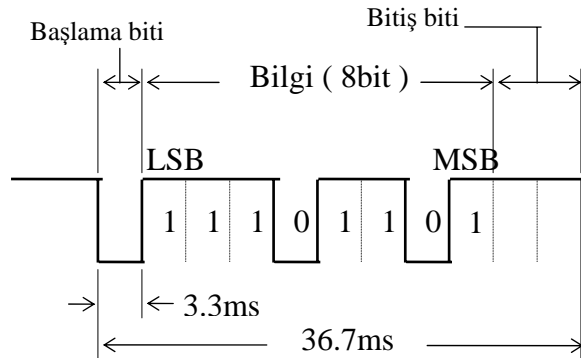 Başlama biti
Bitiş biti
Bilgi ( 8bit )
LSB MSB
1 1 1 0 1 1 0 1
3.3ms
36.7ms